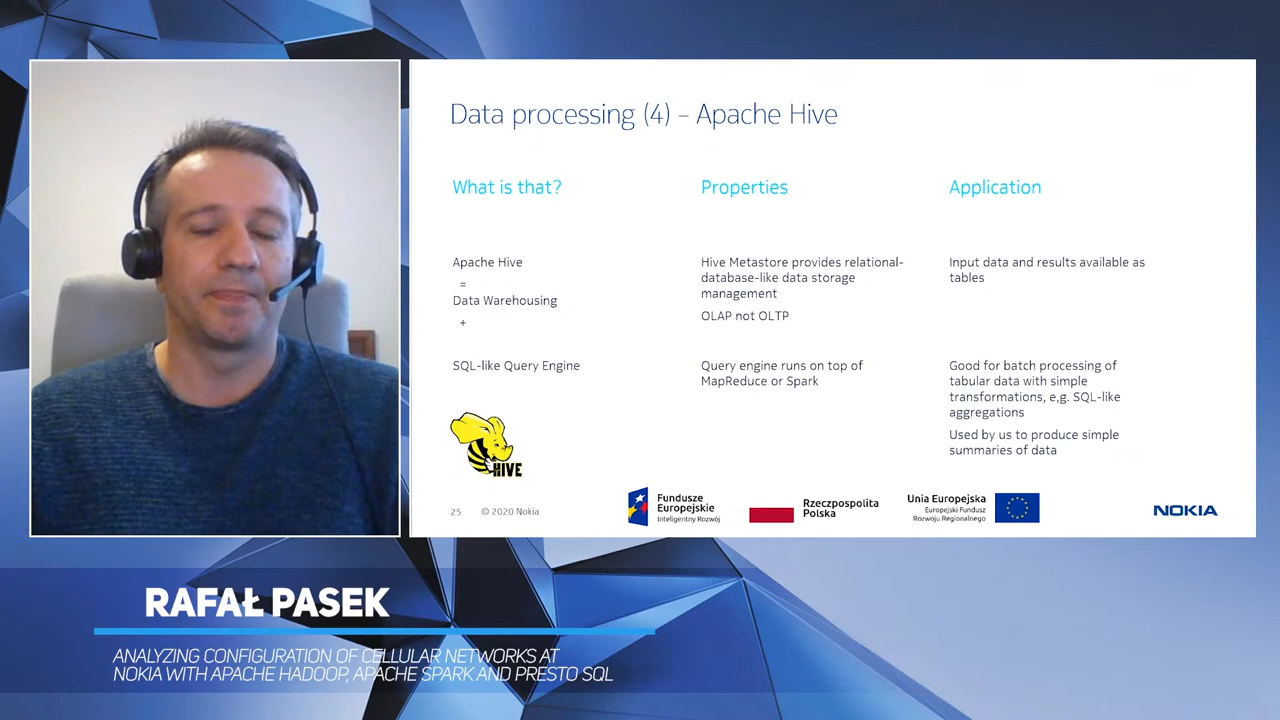 Data processing (4) – Apache Hive
What is that?
Properties
Application
Apache Hive
=
Data Warehousing
+
SQL-like Query Engine
Hive Metastore provides relational-
database-like data storage
management
OLAP not OLTP
Query engine runs on top of
MapReduce or Spark
Input data and results available as
tables
Good for batch processing of
tabular data with simple
transformations, e,g. SQL-like
aggregations
Used by us to produce simple
summaries of data
HIVE
25
© 2020 Nokia
Fundusze
Europejskie
Inteligentny Rozwój
Rzeczpospolita
Polska
Unia Europejska
Europejski Fundusz
Rozwoju Regionalnego
NOKIA
RAFAŁ PASEK
ANALYZING CONFIGURATION OF CELLULAR NETWORKS AT
NOKIA WITH APACHE HADOOP, APACHE SPARK AND PRESTO SQL